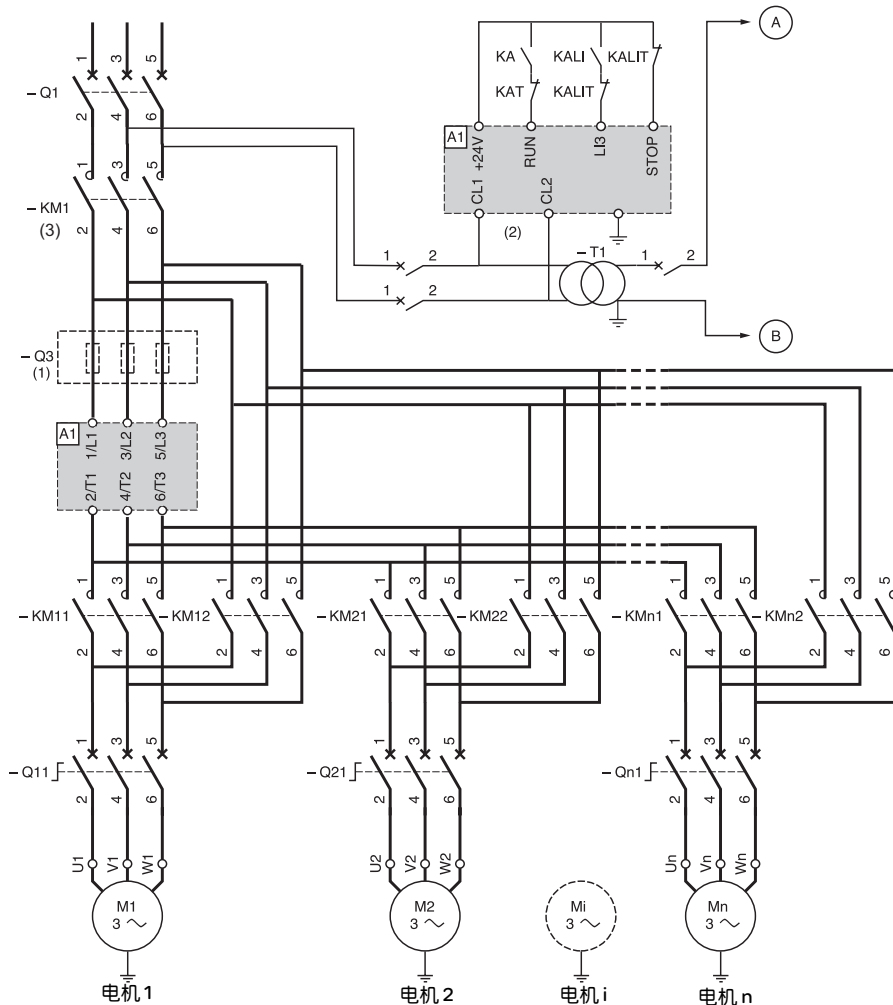 A
1 3 5
KA KALI KALIT
– Q1
KAT KALIT
2 4 6
A1
+24V RUN LI3 STOP
CL1 CL2
1 3 5
– KM1
(3)
2 4 6
(2)
– T1
1 2
1 2
1 2
B
– Q3
(1)
A1
1/L1 3/L2 5/L3
2/T1 4/T2 6/T3
1 3 5 1 3 5 1 3 5 1 3 5 1 3 5 1 3 5
– KM11 – KM12 – KM21 – KM22 – KMn1 – KMn2
2 4 6 2 4 6 2 4 6 2 4 6 2 4 6 2 4 6
1 3 5 1 3 5 1 3 5
– Q11 – Q21 – Qn1
2 4 6 2 4 6 2 4 6
U1 V1 W1 U2 V2 W2 Un Vn Wn
M1 M2 Mi Mn
3 ~ 3 ~ 3 ~ 3 ~
电机 1 电机 2 电机 i 电机 n